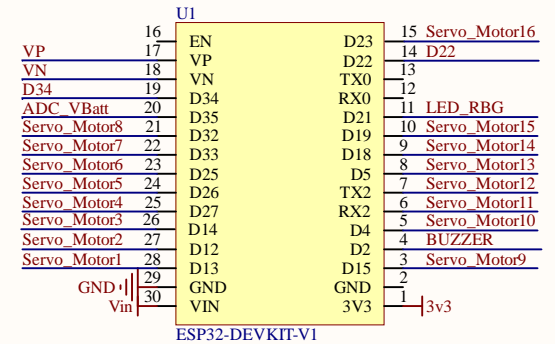 U1
16 EN D23 15 Servo_Motor16
VP 17 VP D22 14 D22
VN 18 VN TX0 13
D34 19 D34 RX0 12
ADC_VBatt 20 D35 D21 11 LED_RBG
Servo_Motor8 21 D32 D19 10 Servo_Motor15
Servo_Motor7 22 D33 D18 9 Servo_Motor14
Servo_Motor6 23 D25 D5 8 Servo_Motor13
Servo_Motor5 24 D26 TX2 7 Servo_Motor12
Servo_Motor4 25 D27 RX2 6 Servo_Motor11
Servo_Motor3 26 D14 D4 5 Servo_Motor10
Servo_Motor2 27 D12 D2 4 BUZZER
Servo_Motor1 28 D13 D15 3 Servo_Motor9
GND 29 GND GND 2
Vin 30 VIN 3V3 1 3v3
ESP32-DEVKIT-V1